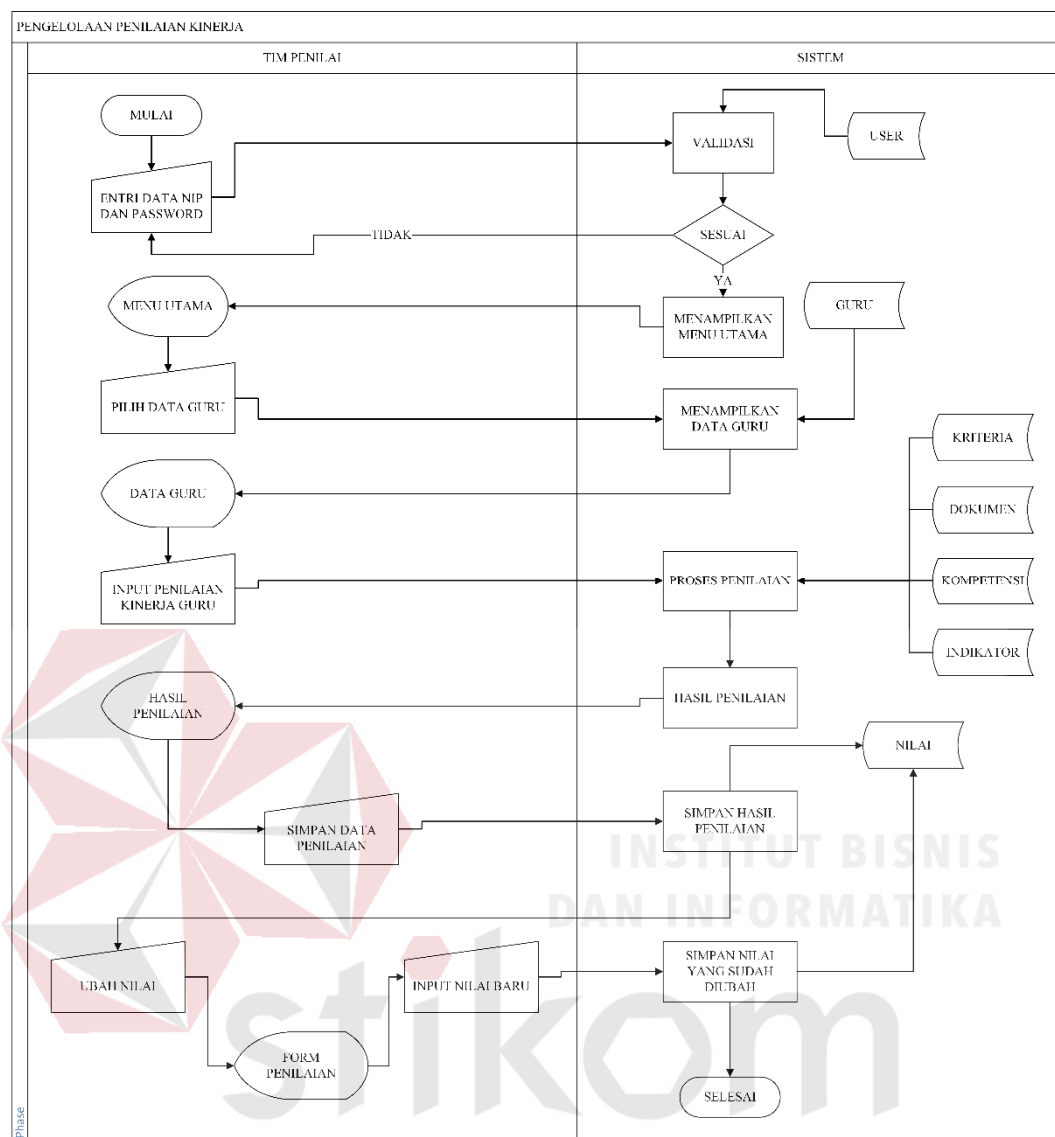 PENGELOLAAN PENILAIAN KINERJA
TIM PENILAI
SISTEM
MULAI
VALIDASI
USER
ENTRI DATA NIP
DAN PASSWORD
TIDAK
SESUAI
YA
MENU UTAMA
MENAMPILKAN
MENU UTAMA
GURU
PILIH DATA GURU
MENAMPILKAN
DATA GURU
KRITERIA
DATA GURU
DOKUMEN
INPUT PENILAIAN
KINERJA GURU
PROSES PENILAIAN
KOMPETENSI
INDIKATOR
HASIL
PENILAIAN
HASIL PENILAIAN
NILAI
SIMPAN DATA
PENILAIAN
SIMPAN HASIL
PENILAIAN
INSTITUT BISNIS
DAN INFORMATIKA
UBAH NILAI
INPUT NILAI BARU
SIMPAN NILAI
YANG SUDAH
DIUBAH
stikom
FORM
PENILAIAN
SELESAI
Phase